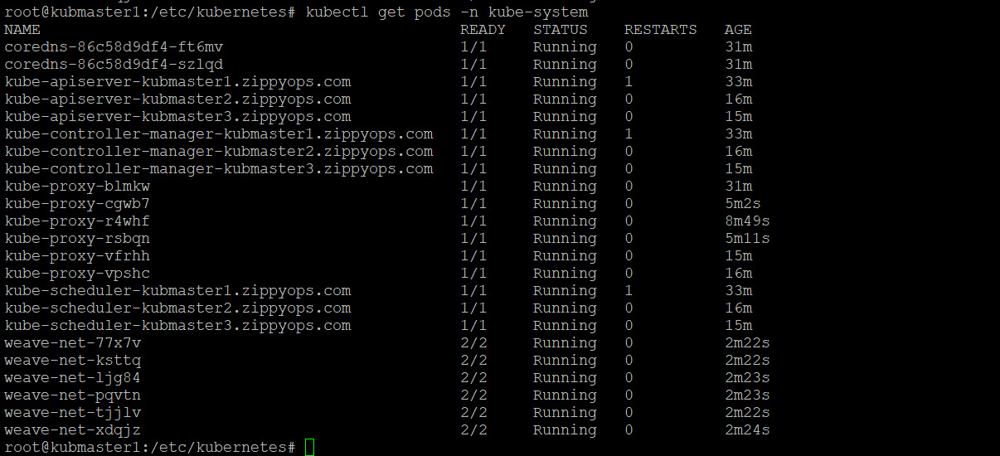 root@kubmaster1:/etc/kubernetes# kubectl get pods -n kube-system
NAME READY STATUS RESTARTS AGE
coredns-86c58d9df4-ft6mv 1/1 Running 0 31m
coredns-86c58d9df4-szlqd 1/1 Running 0 31m
kube-apiserver-kubmaster1.zippyops.com 1/1 Running 1 33m
kube-apiserver-kubmaster2.zippyops.com 1/1 Running 0 16m
kube-apiserver-kubmaster3.zippyops.com 1/1 Running 0 15m
kube-controller-manager-kubmaster1.zippyops.com 1/1 Running 1 33m
kube-controller-manager-kubmaster2.zippyops.com 1/1 Running 0 16m
kube-controller-manager-kubmaster3.zippyops.com 1/1 Running 0 15m
kube-proxy-blmkw 1/1 Running 0 31m
kube-proxy-cgwb7 1/1 Running 0 5m2s
kube-proxy-r4whf 1/1 Running 0 8m49s
kube-proxy-rsbqn 1/1 Running 0 5m11s
kube-proxy-vfrhh 1/1 Running 0 15m
kube-proxy-vpshc 1/1 Running 0 16m
kube-scheduler-kubmaster1.zippyops.com 1/1 Running 1 33m
kube-scheduler-kubmaster2.zippyops.com 1/1 Running 0 16m
kube-scheduler-kubmaster3.zippyops.com 1/1 Running 0 15m
weave-net-77x7v 2/2 Running 0 2m22s
weave-net-ksttq 2/2 Running 0 2m22s
weave-net-ljg84 2/2 Running 0 2m23s
weave-net-pqvtn 2/2 Running 0 2m23s
weave-net-tjjlv 2/2 Running 0 2m22s
weave-net-xdqjz 2/2 Running 0 2m24s
root@kubmaster1:/etc/kubernetes#